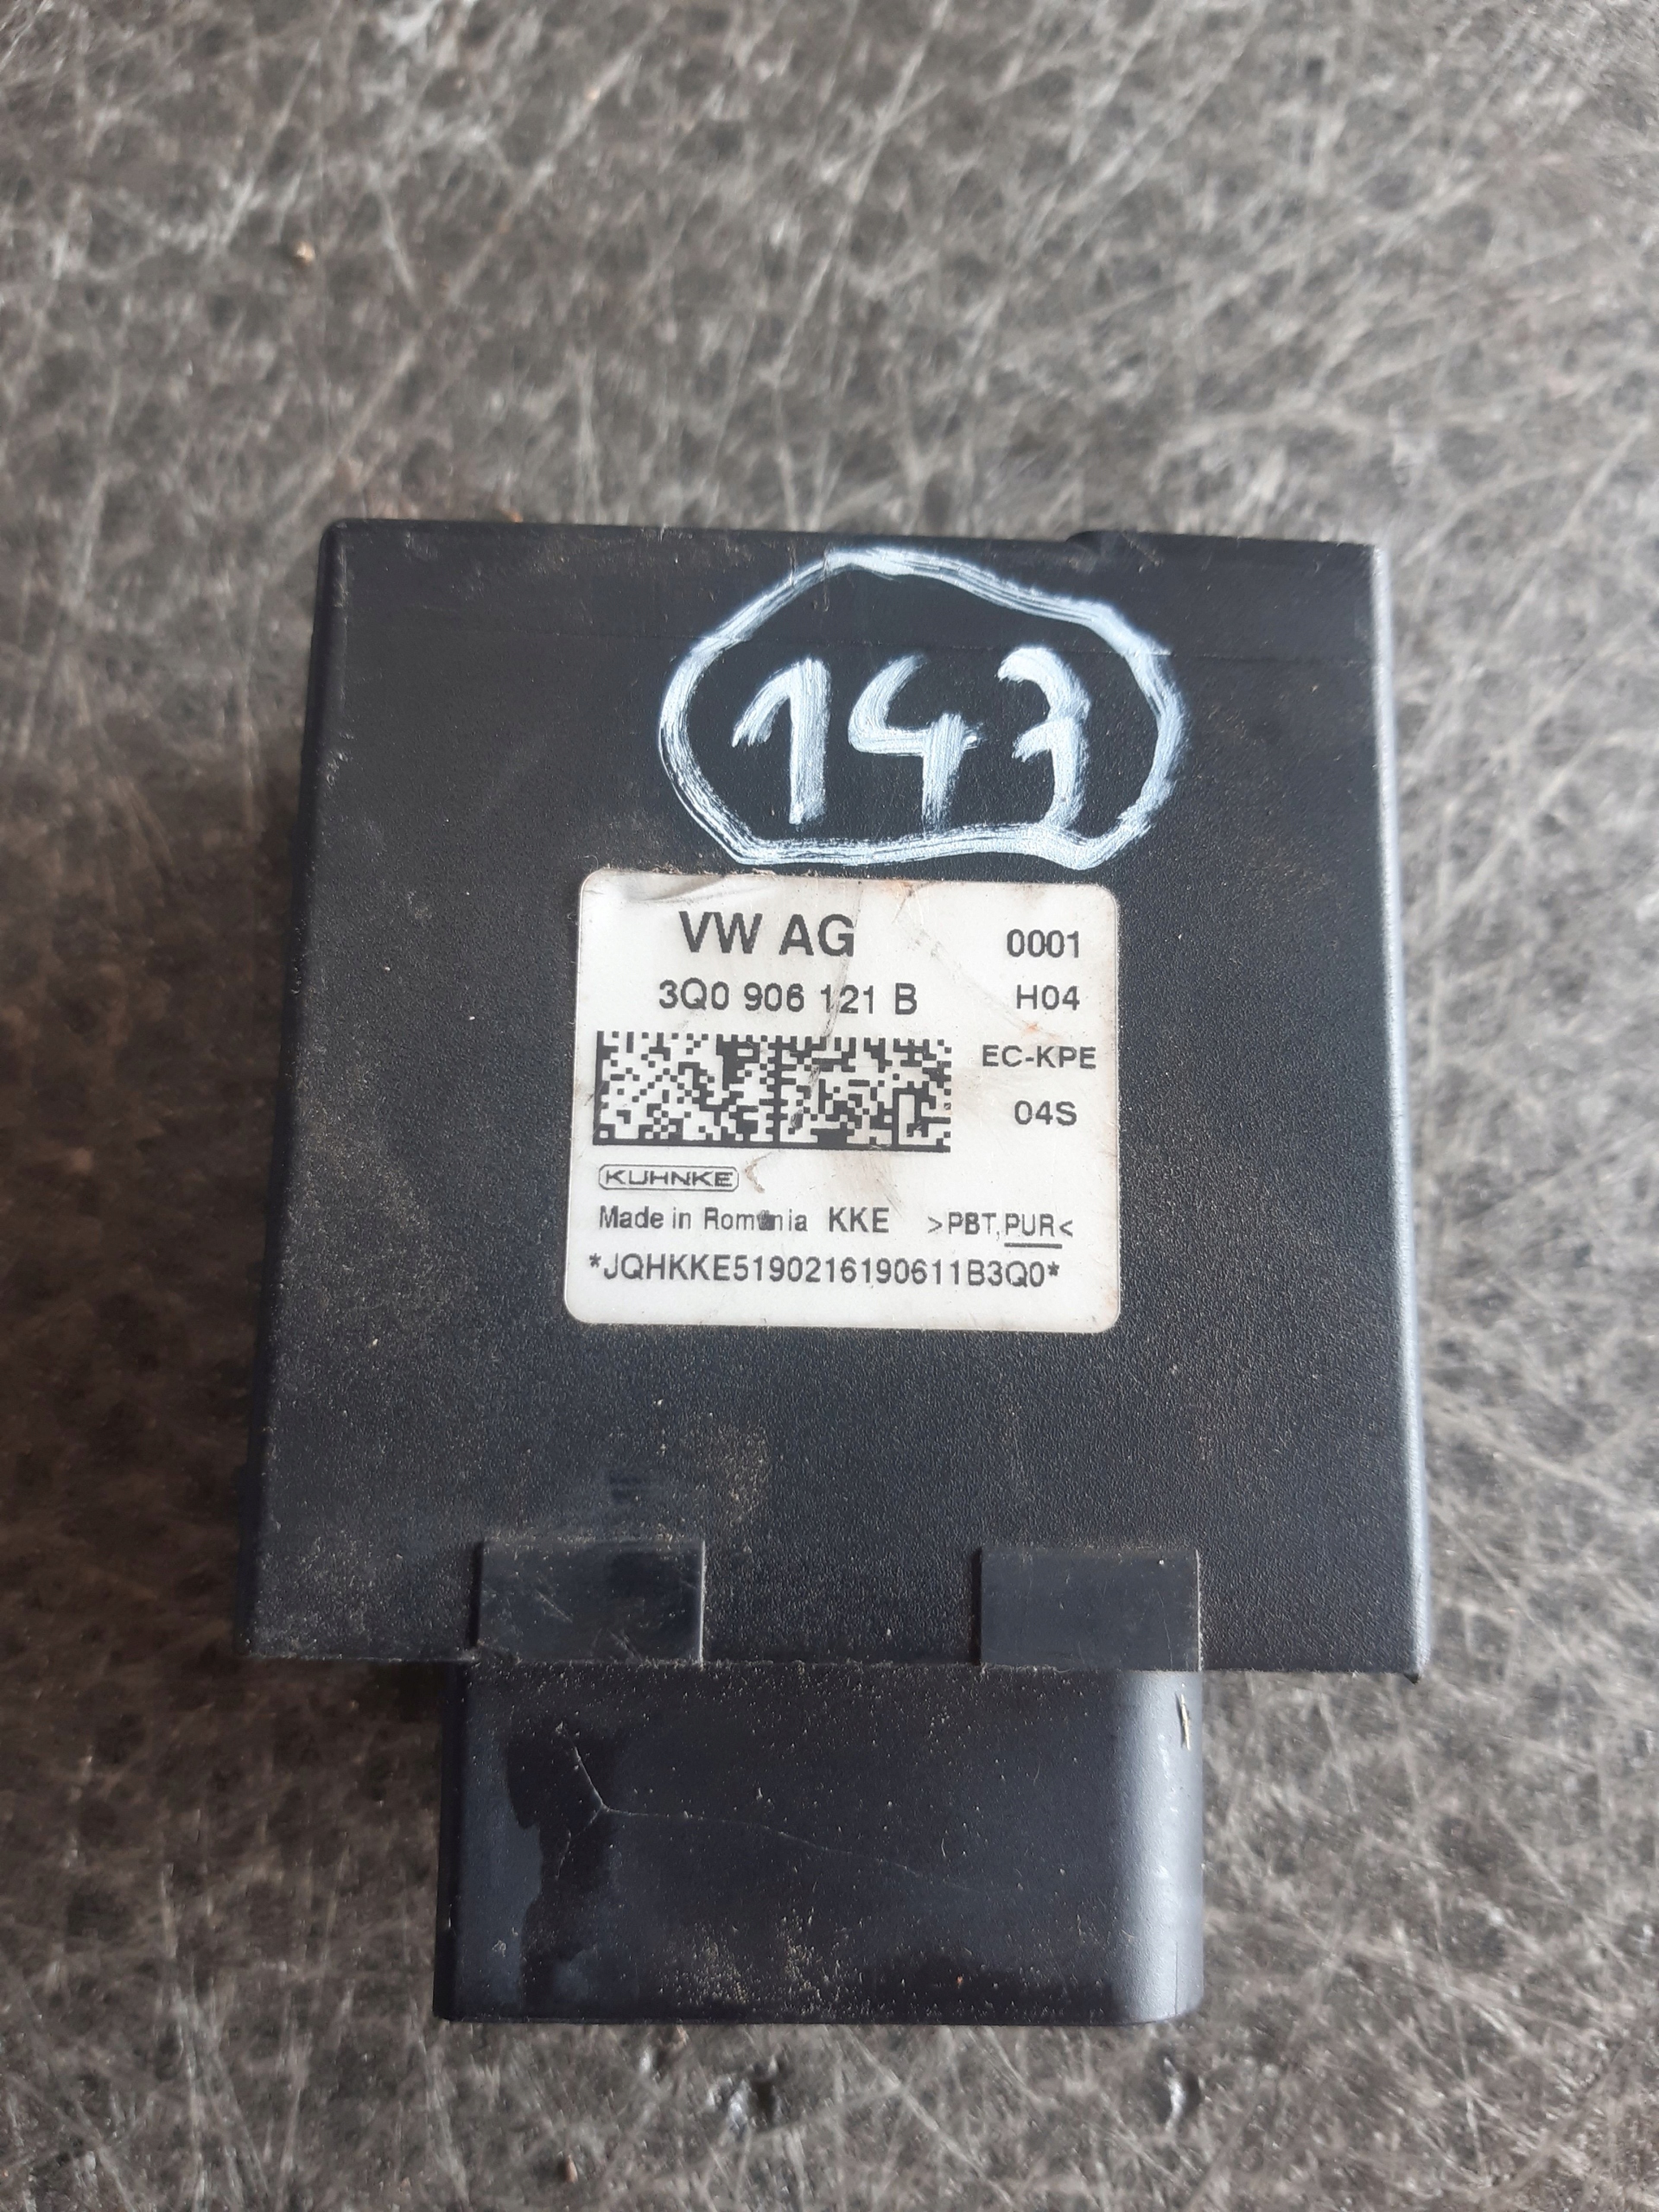 143
VW AG 0001
3Q0 906 121 B H04
EC-KPE
04S
KUHNKE
Made in Romania KKE >PBT,PUR<
*JQHKKE5190216190611B3Q0*